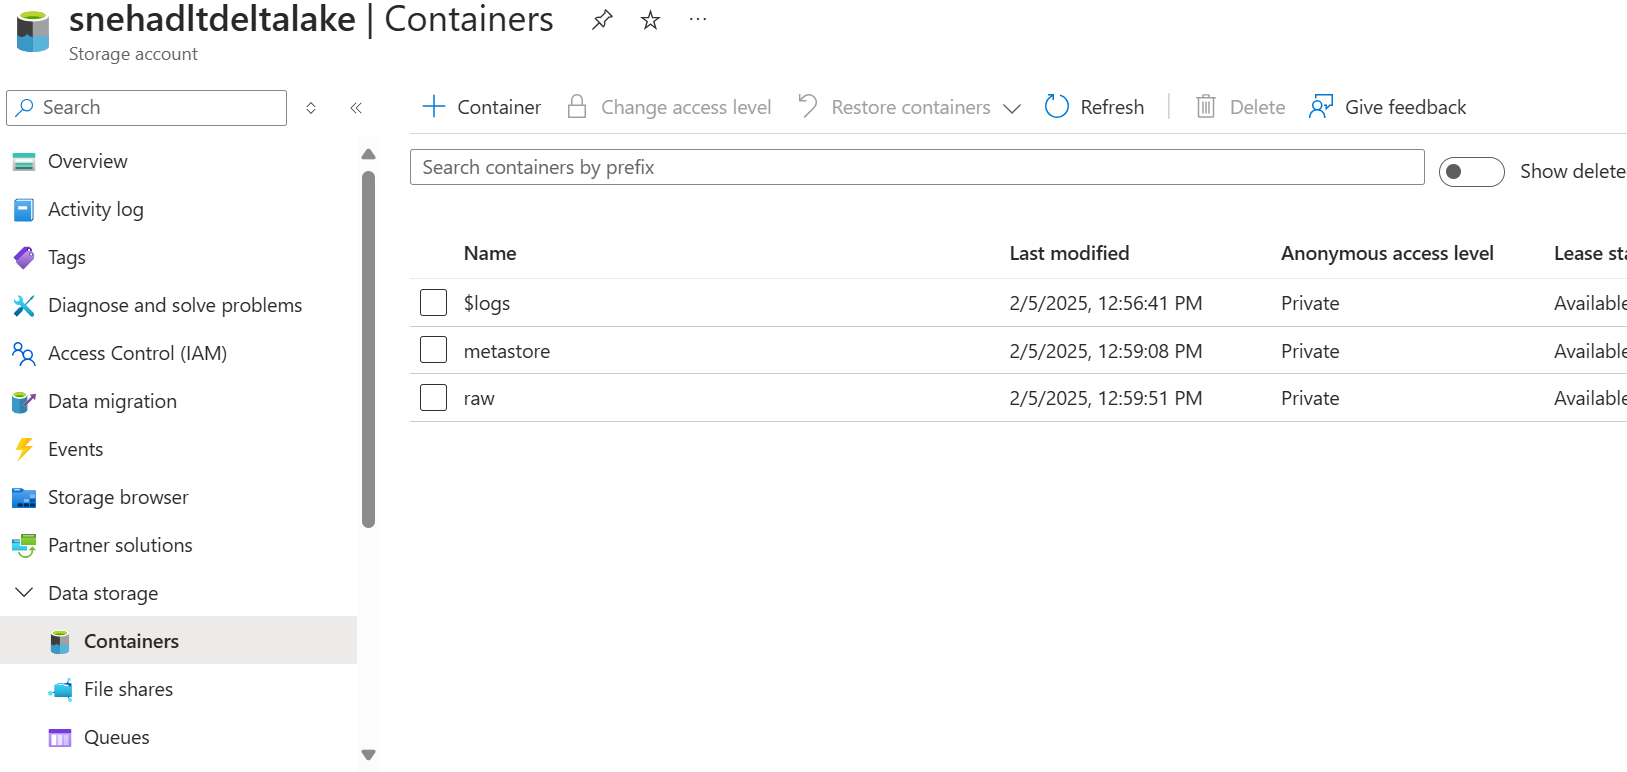 snehadltdeltalake | Containers
Storage account
Search
Container
Change access level
Restore containers
Refresh
Delete
Give feedback
Overview
Activity log
Tags
Diagnose and solve problems
Access Control (IAM)
Data migration
Events
Storage browser
Partner solutions
Data storage
Containers
File shares
Queues
Search containers by prefix
Show delete
Name Last modified Anonymous access level Lease sta
$logs 2/5/2025, 12:56:41 PM Private Available
metastore 2/5/2025, 12:59:08 PM Private Available
raw 2/5/2025, 12:59:51 PM Private Available